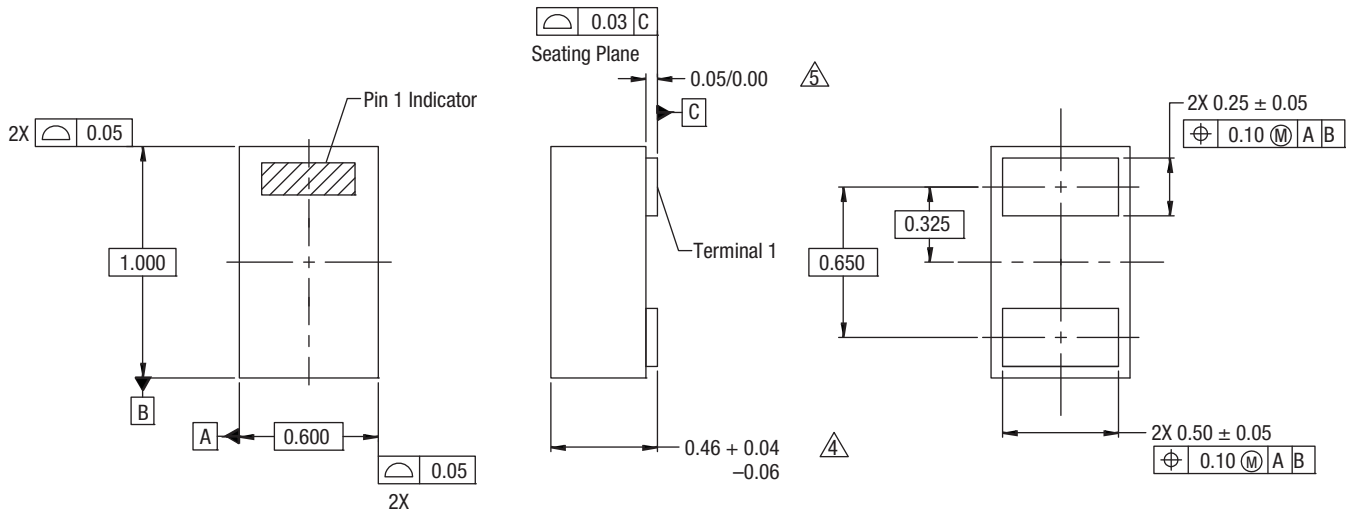 ⌓ 0.03 C
Seating Plane
0.05/0.00 5
C
Pin 1 Indicator
2X ⌓ 0.05
1.000
B
A
0.600
⌓ 0.05
2X
Terminal 1
0.46 + 0.04 4
–0.06
2X 0.25 ± 0.05
⌖ 0.10 Ⓜ A B
0.325
0.650
2X 0.50 ± 0.05
⌖ 0.10 Ⓜ A B